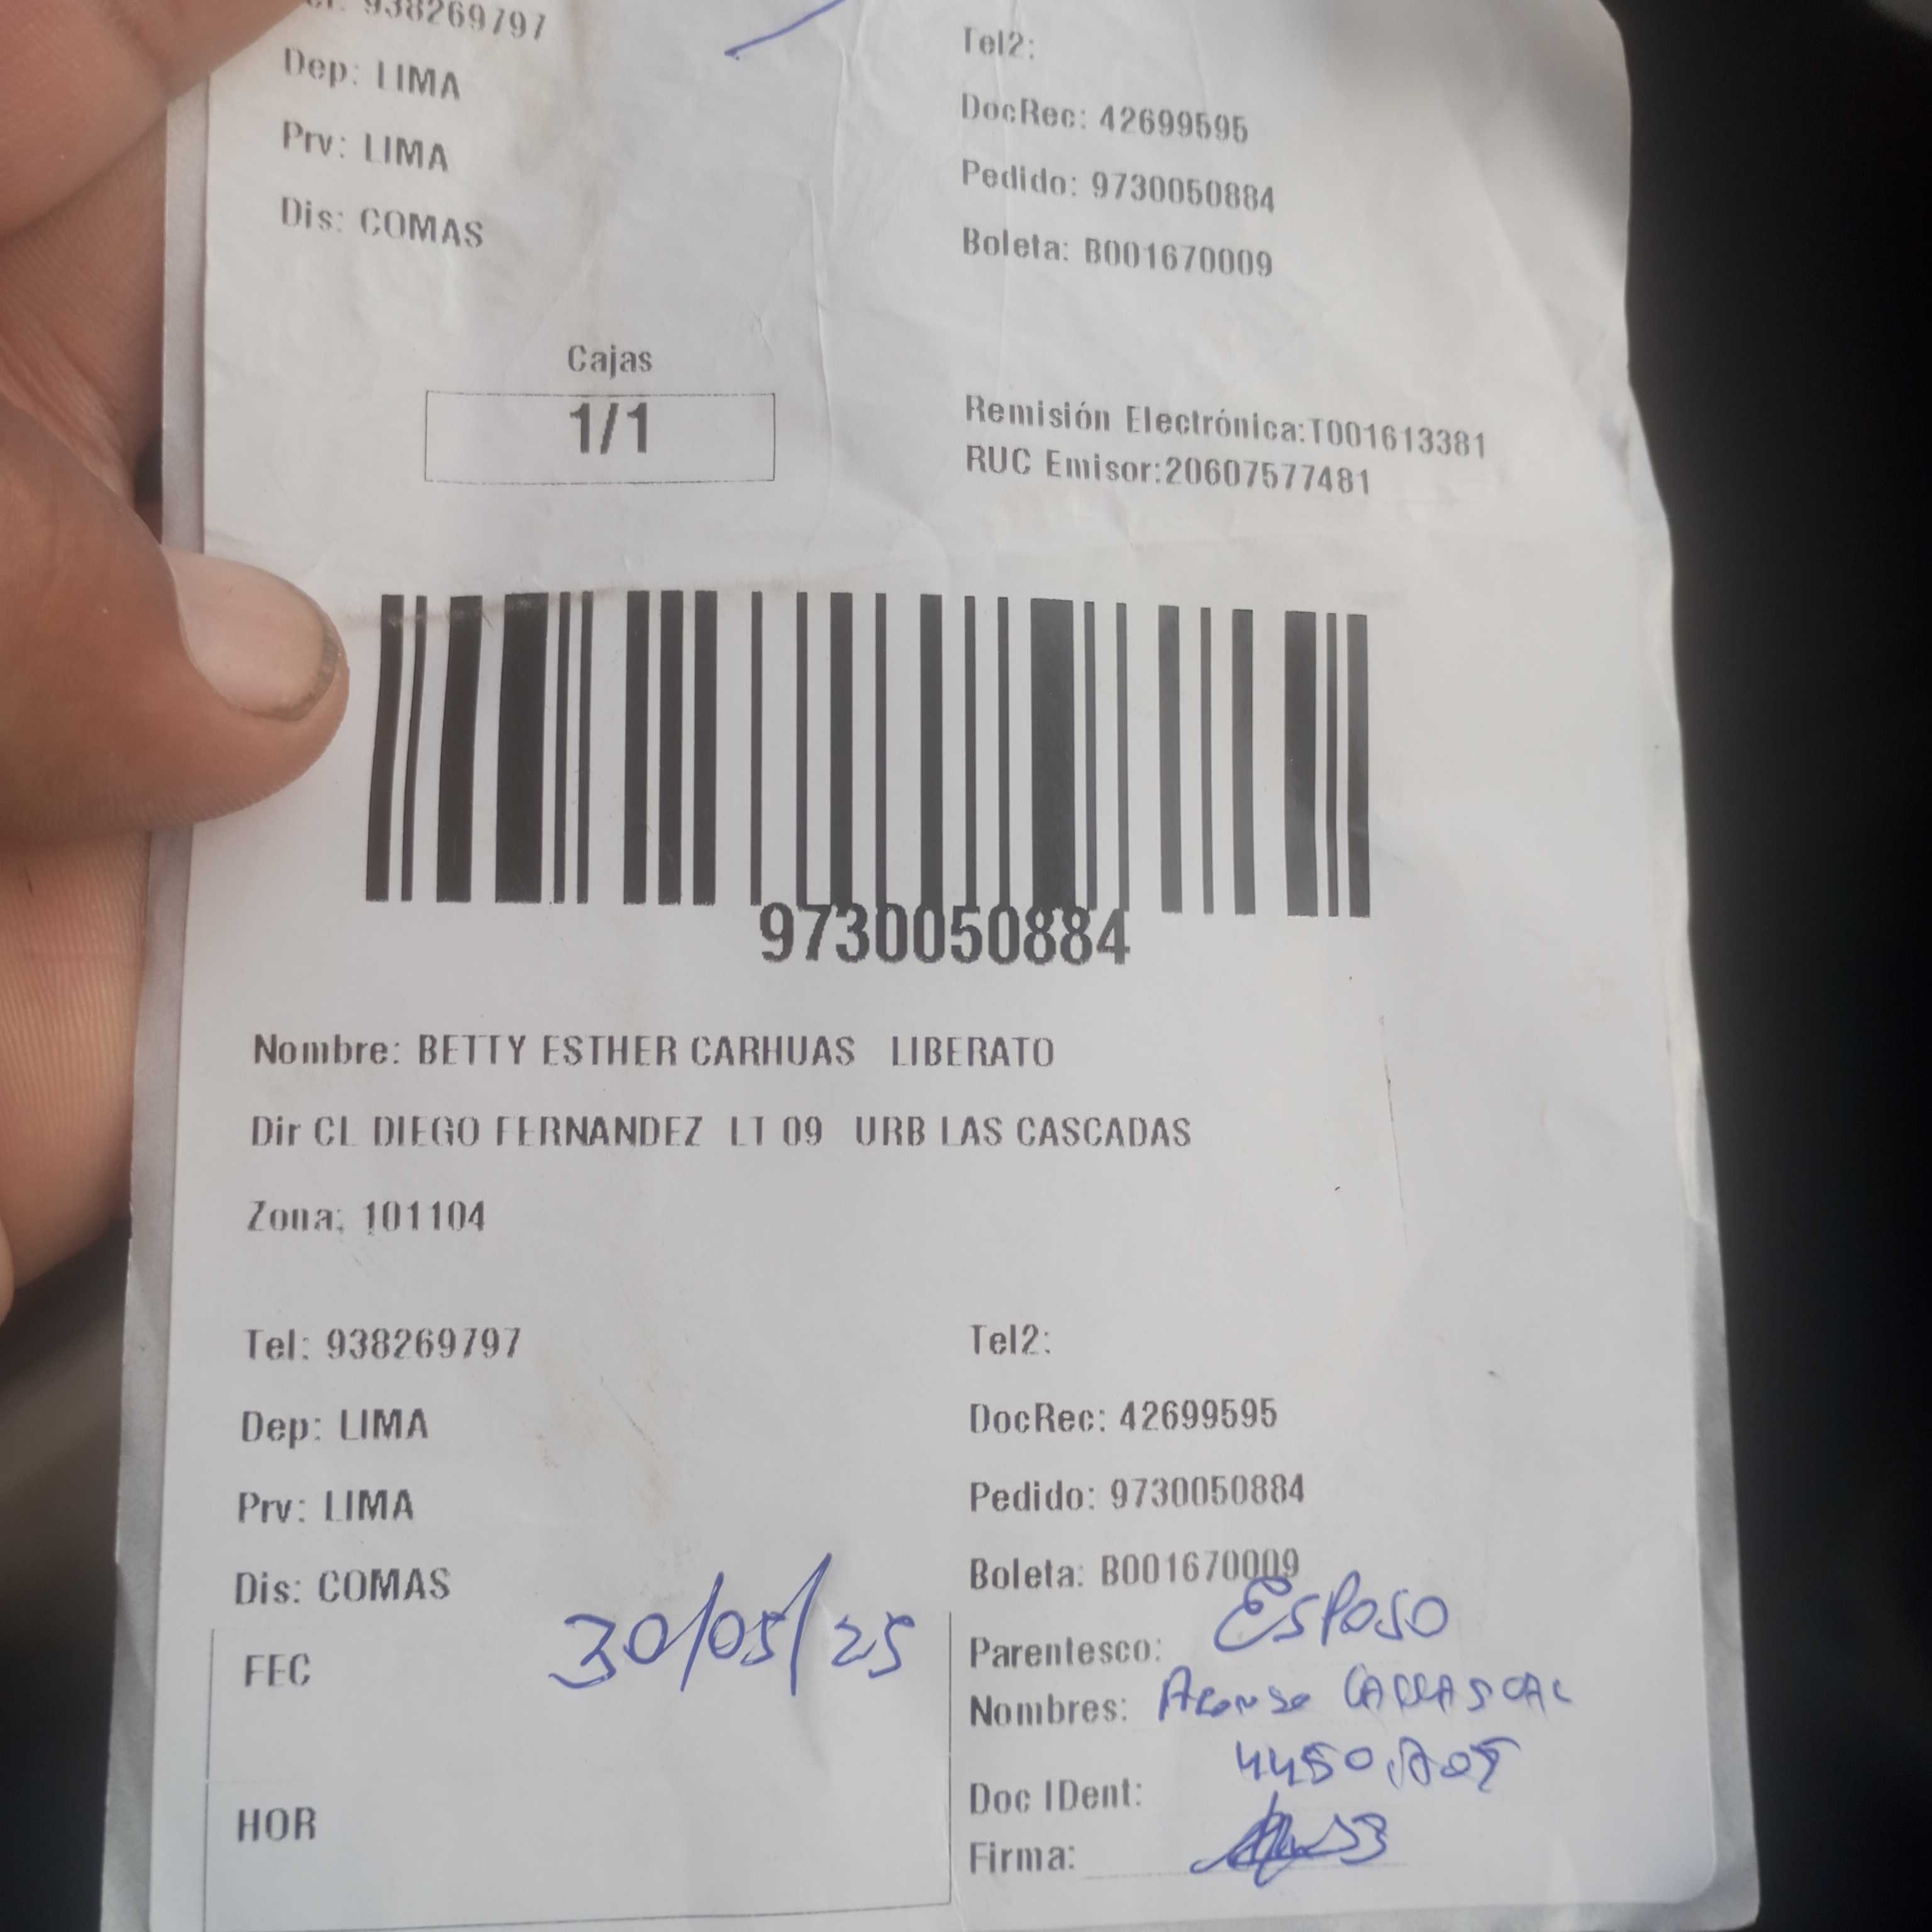 938269797
Dep: LIMA
Prv: LIMA
Dis: COMAS
Tel2:
DocRec: 42699595
Pedido: 9730050884
Boleta: B001670009
Cajas
1/1
Remisión Electrónica:T001613381
RUC Emisor:20607577481
9730050884
Nombre: BETTY ESTHER CARHUAS LIBERATO
Dir CL DIEGO FERNANDEZ LT 09 URB LAS CASCADAS
Zona: 101104
Tel: 938269797
Dep: LIMA
Prv: LIMA
Dis: COMAS
Tel2:
DocRec: 42699595
Pedido: 9730050884
Boleta: B001670009
FEC 30/05/25
HOR
Parentesco: ESPOSO
Nombres: CARRASCAL
Doc IDent:
Firma: